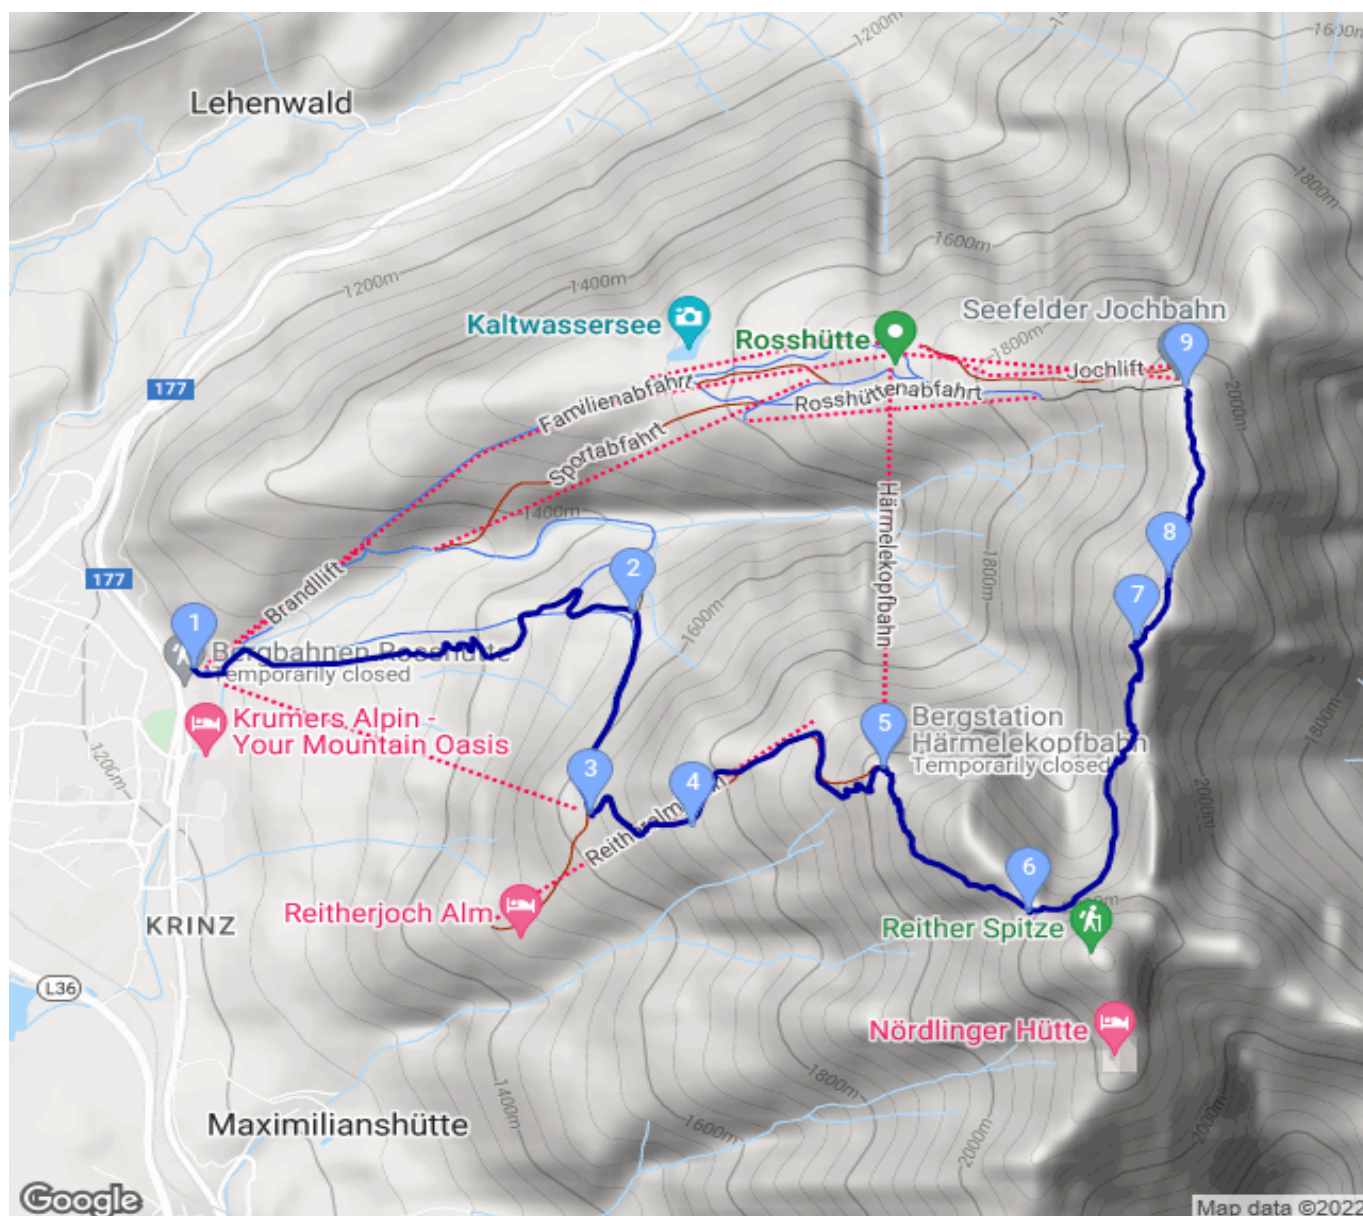 1200m
1600m
Lehenwald
1800m
1600m
1200m
1400m
Seefelder Jochbahn
Kaltwassersee
Rosshütte
1800m
9
Jochlift
177
Familienabfahrt
Rosshüttenabfahrt
2000m
Sportabfahrt
1400m
Härmelekopfbahn
8
177
Brandllift
2
1800m
7
1
1600m
Bergbahnen Rosshütte
Temporarily closed
Krumers Alpin -
Your Mountain Oasis
5
Bergstation
Härmelekopfbahn
Temporarily closed
1800m
1200m
3
4
2000m
6
Reitherjoch Alm
KRINZ
Reither Spitze
L36
Nördlinger Hütte
1400m
1800m
Maximilianshütte
1600m
2000m
2000m
Google
Map data ©2022